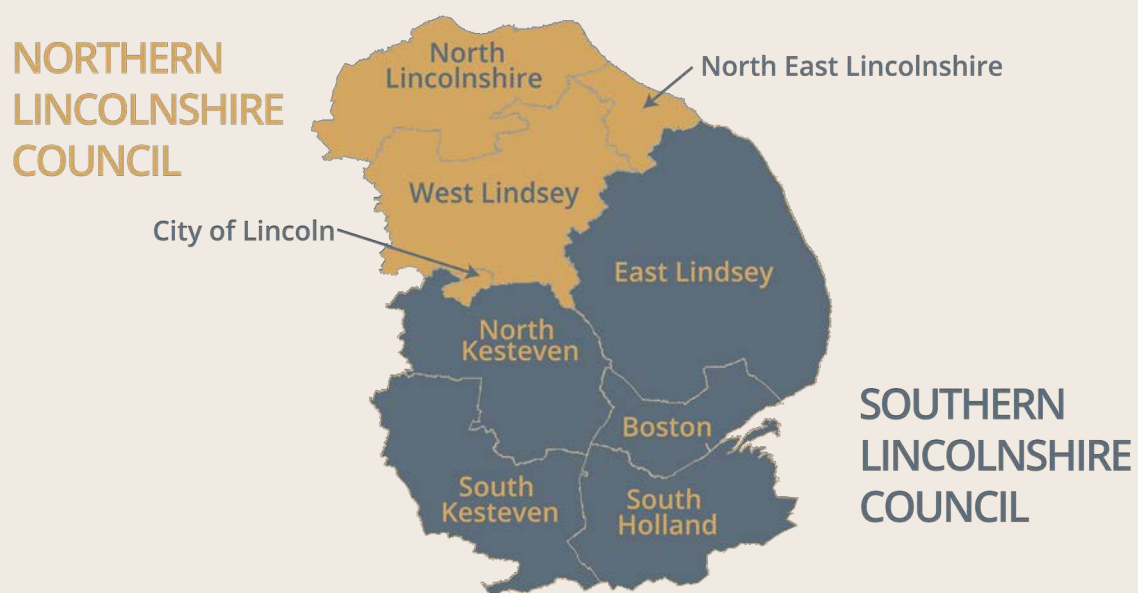 NORTHERN
LINCOLNSHIRE
COUNCIL
North
Lincolnshire
North East Lincolnshire
West Lindsey
City of Lincoln
East Lindsey
North
Kesteven
Boston
South
Kesteven
South
Holland
SOUTHERN
LINCOLNSHIRE
COUNCIL